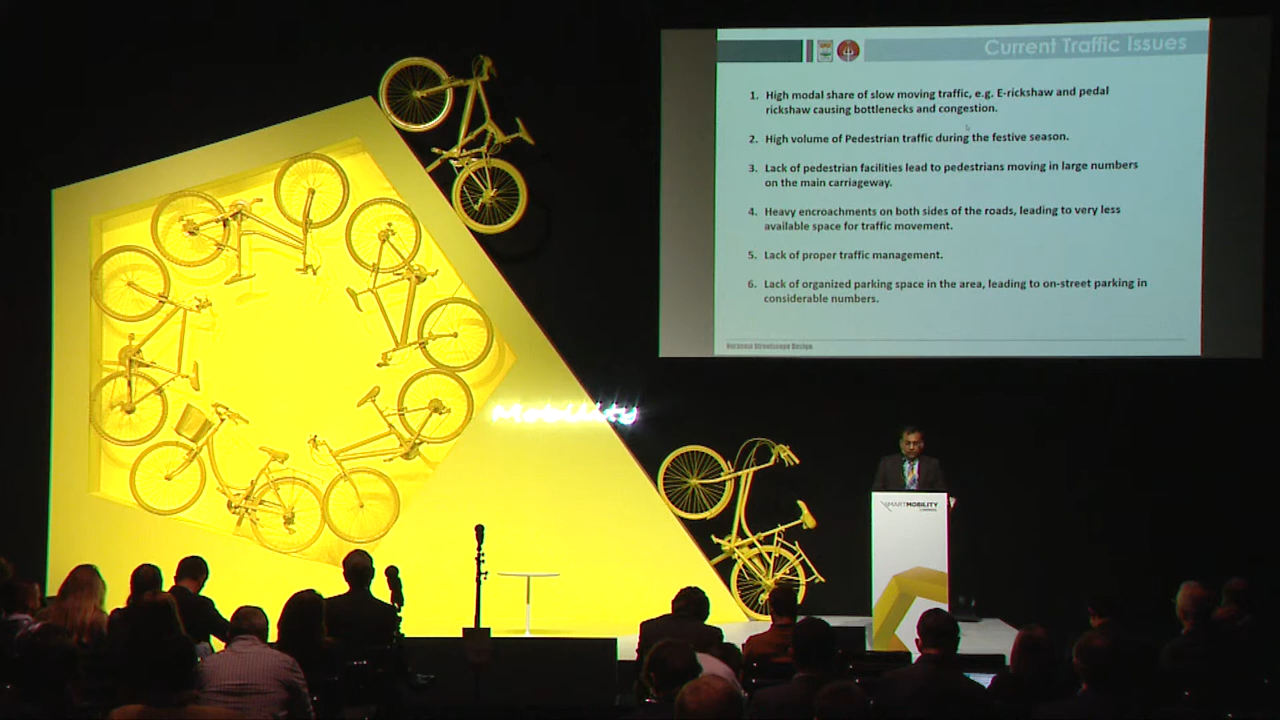 Current Traffic Issues
1. High modal share of slow moving traffic, e.g. E-rickshaw and pedal
rickshaw causing bottlenecks and congestion.
2. High volume of Pedestrian traffic during the festive season.
3. Lack of pedestrian facilities lead to pedestrians moving in large numbers
on the main carriageway.
4. Heavy encroachments on both sides of the roads, leading to very less
available space for traffic movement.
5. Lack of proper traffic management.
6. Lack of organized parking space in the area, leading to on-street parking in
considerable numbers.
Varanasi Streetscape Design
Mobility
SMARTMOBILITY